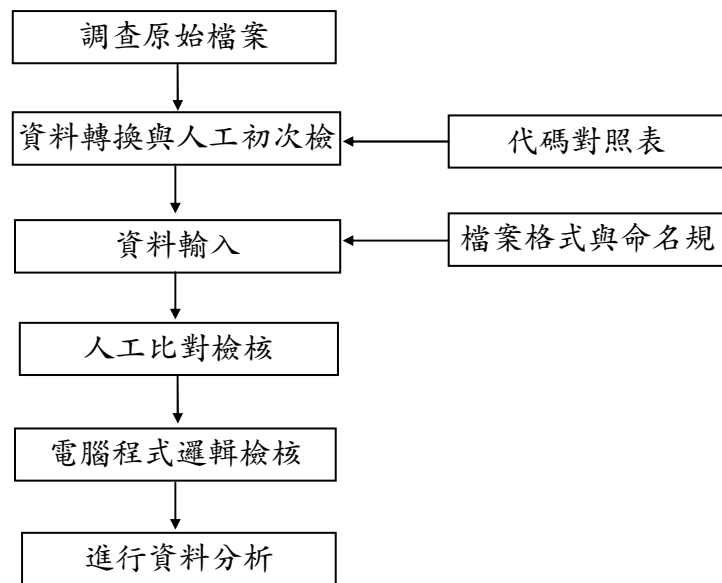 調查原始檔案
資料轉換與人工初次檢
代碼對照表
資料輸入
檔案格式與命名規
人工比對檢核
電腦程式邏輯檢核
進行資料分析